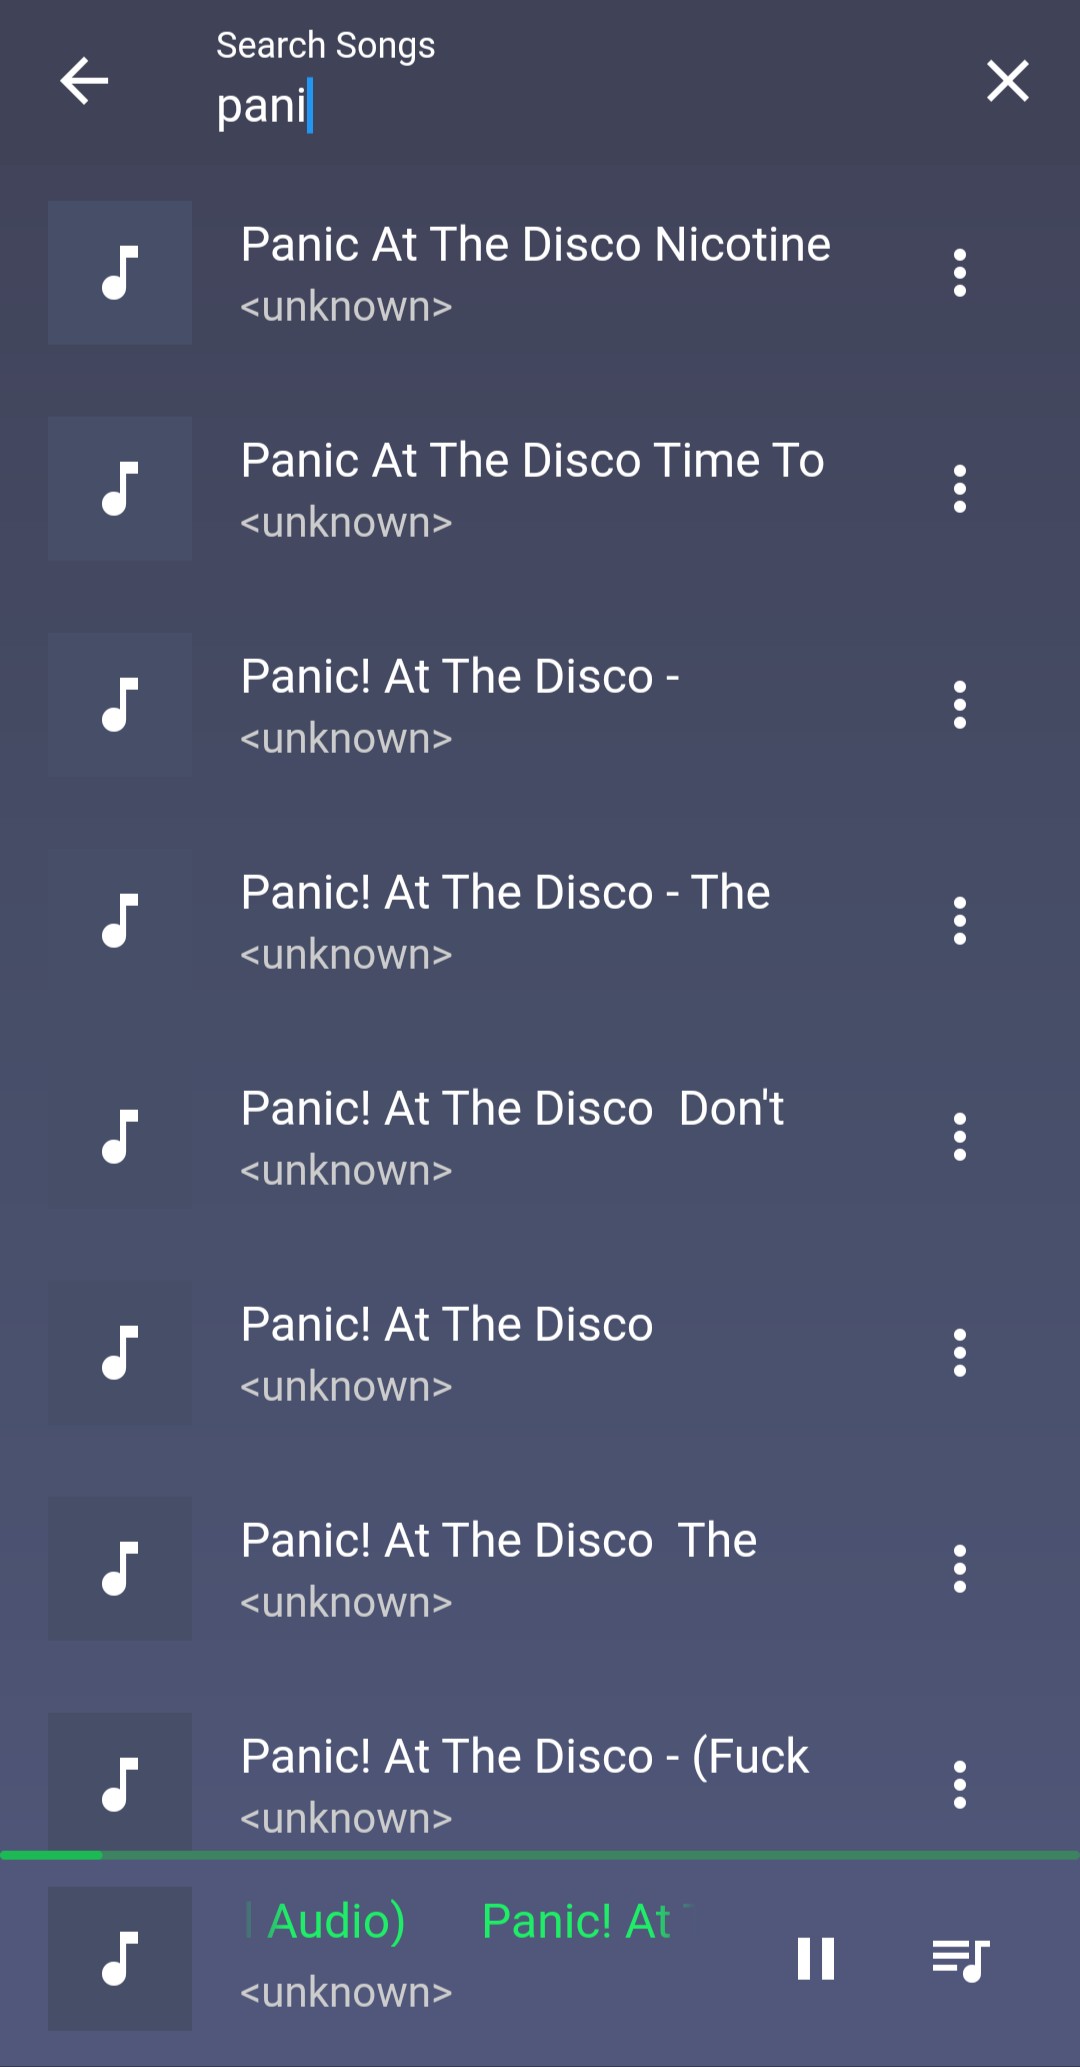 Search Songs
pani
Panic At The Disco Nicotine
<unknown>
Panic At The Disco Time To
<unknown>
Panic! At The Disco -
<unknown>
Panic! At The Disco - The
<unknown>
Panic! At The Disco  Don't
<unknown>
Panic! At The Disco
<unknown>
Panic! At The Disco  The
<unknown>
Panic! At The Disco - (Fuck
<unknown>
Audio)  Panic! At
<unknown>